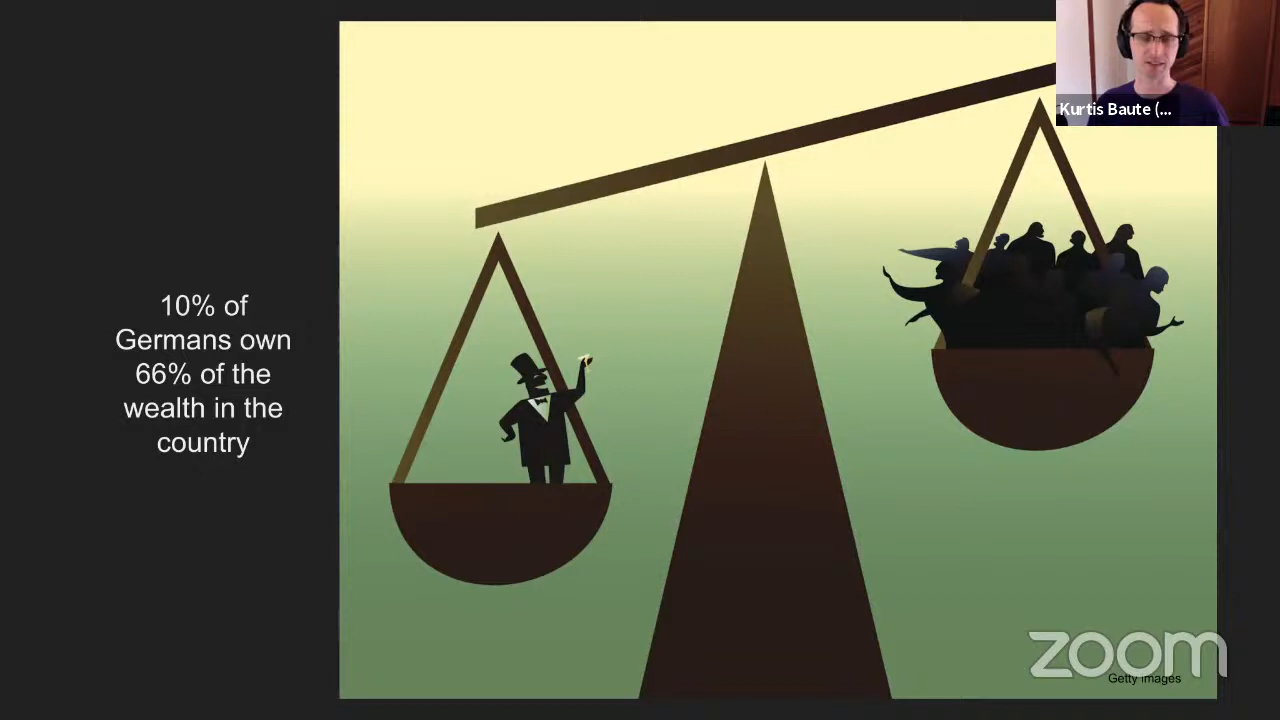 Kurtis Baute (...
10% of
Germans own
66% of the
wealth in the
country
zoom
Getty Images